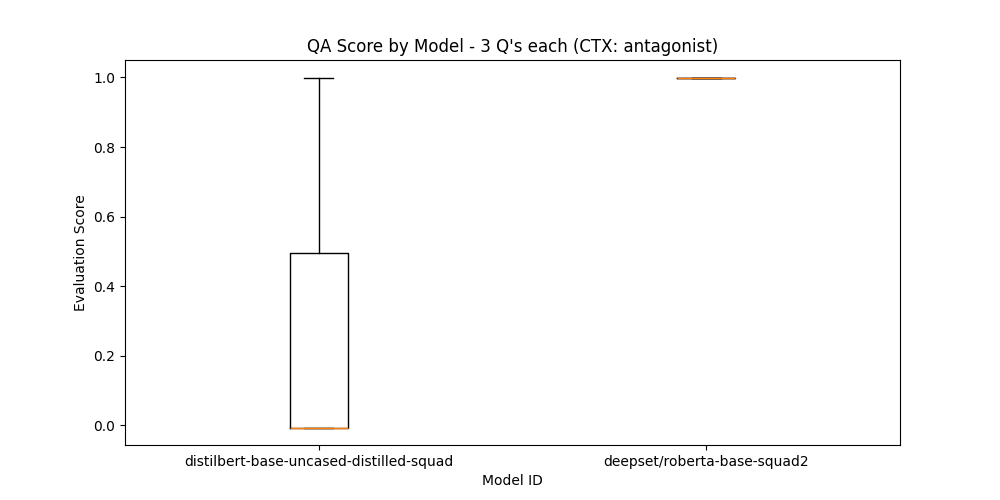 QA Score by Model - 3 Q's each (CTX: antagonist)
1.0
0.8
0.6
0.4
0.2
0.0
Evaluation Score
distilbert-base-uncased-distilled-squad
deepset/roberta-base-squad2
Model ID